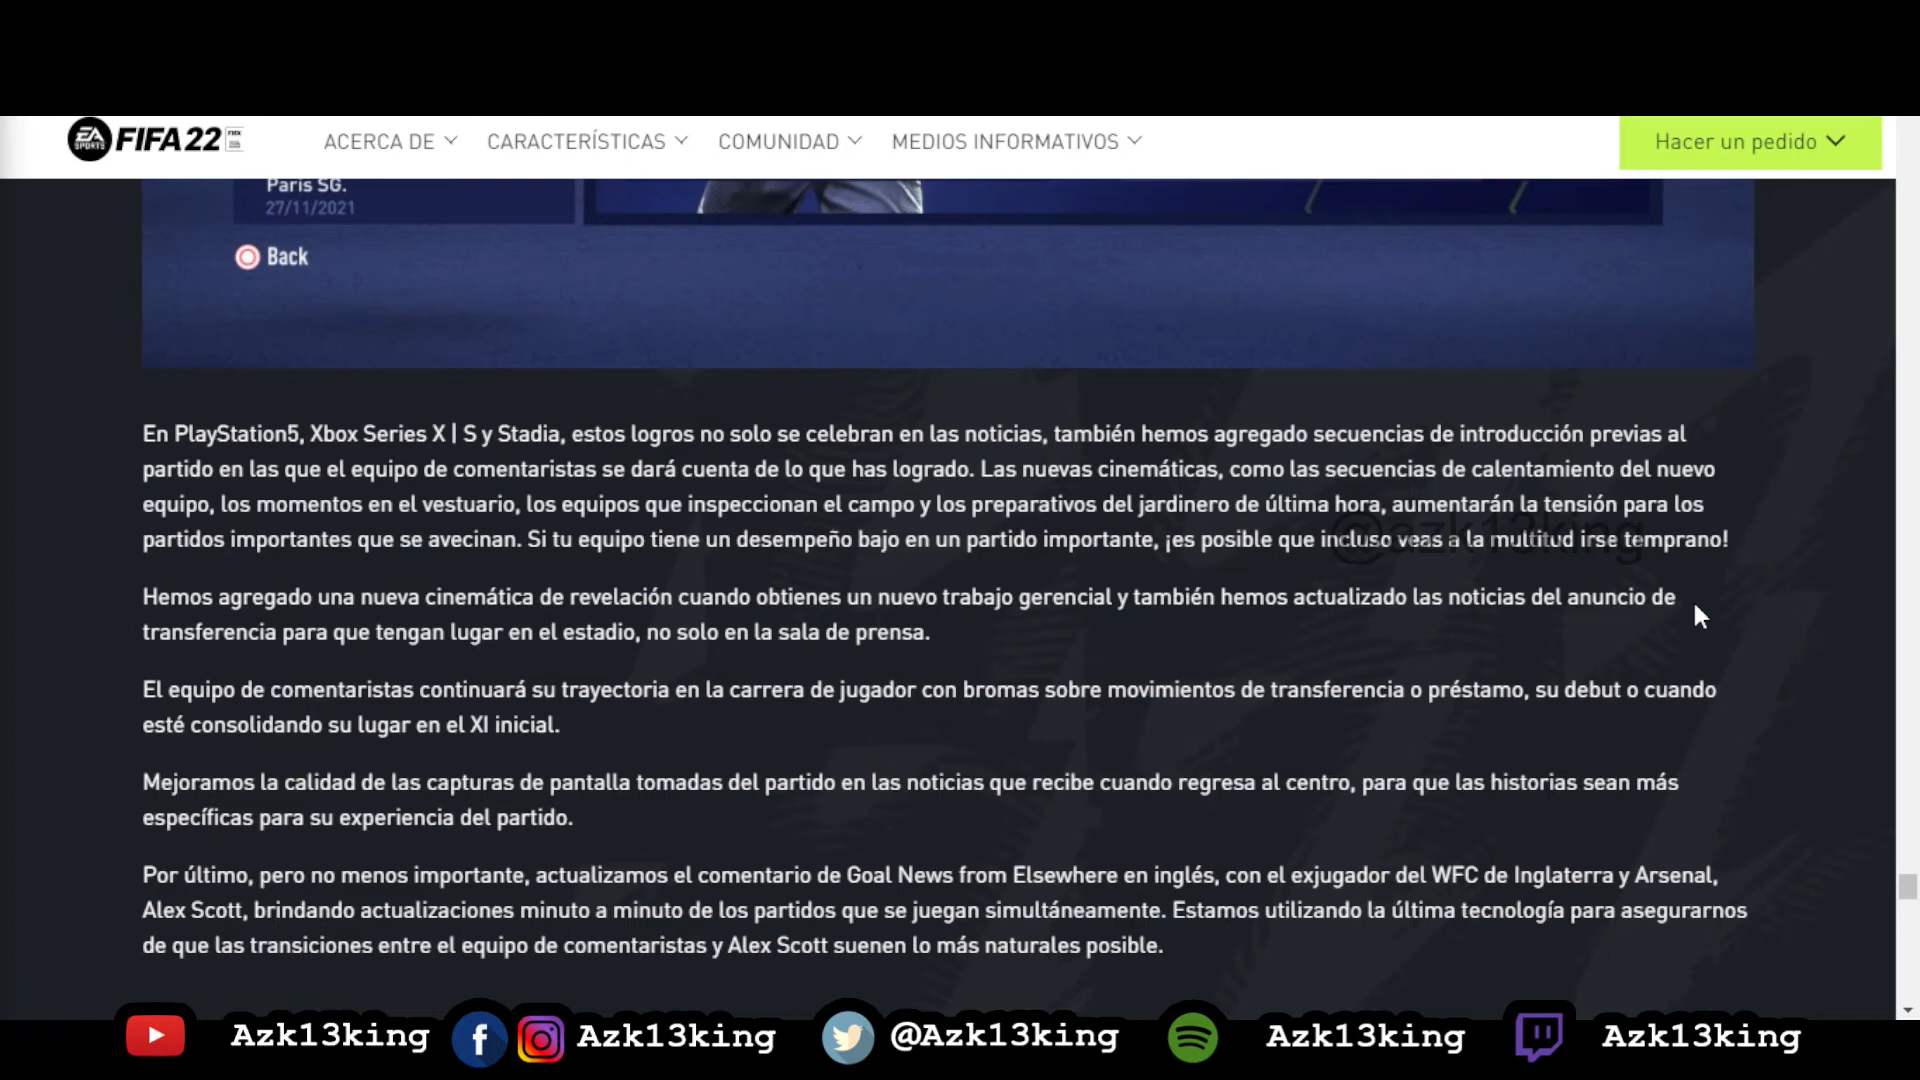 EA SPORTS FIFA 22
ACERCA DE CARACTERÍSTICAS COMUNIDAD MEDIOS INFORMATIVOS Hacer un pedido
Paris SG.
27/11/2021
Back
En PlayStation5, Xbox Series X | S y Stadia, estos logros no solo se celebran en las noticias, también hemos agregado secuencias de introducción previas al
partido en las que el equipo de comentaristas se dará cuenta de lo que has logrado. Las nuevas cinemáticas, como las secuencias de calentamiento del nuevo
equipo, los momentos en el vestuario, los equipos que inspeccionan el campo y los preparativos del jardinero de última hora, aumentarán la tensión para los
partidos importantes que se avecinan. Si tu equipo tiene un desempeño bajo en un partido importante, ¡es posible que incluso veas a la multitud irse temprano!
@azk13king
Hemos agregado una nueva cinemática de revelación cuando obtienes un nuevo trabajo gerencial y también hemos actualizado las noticias del anuncio de
transferencia para que tengan lugar en el estadio, no solo en la sala de prensa.
El equipo de comentaristas continuará su trayectoria en la carrera de jugador con bromas sobre movimientos de transferencia o préstamo, su debut o cuando
esté consolidando su lugar en el XI inicial.
Mejoramos la calidad de las capturas de pantalla tomadas del partido en las noticias que recibe cuando regresa al centro, para que las historias sean más
específicas para su experiencia del partido.
Por último, pero no menos importante, actualizamos el comentario de Goal News from Elsewhere en inglés, con el exjugador del WFC de Inglaterra y Arsenal,
Alex Scott, brindando actualizaciones minuto a minuto de los partidos que se juegan simultáneamente. Estamos utilizando la última tecnología para asegurarnos
de que las transiciones entre el equipo de comentaristas y Alex Scott suenen lo más naturales posible.
Azk13king Azk13king @Azk13king Azk13king Azk13king